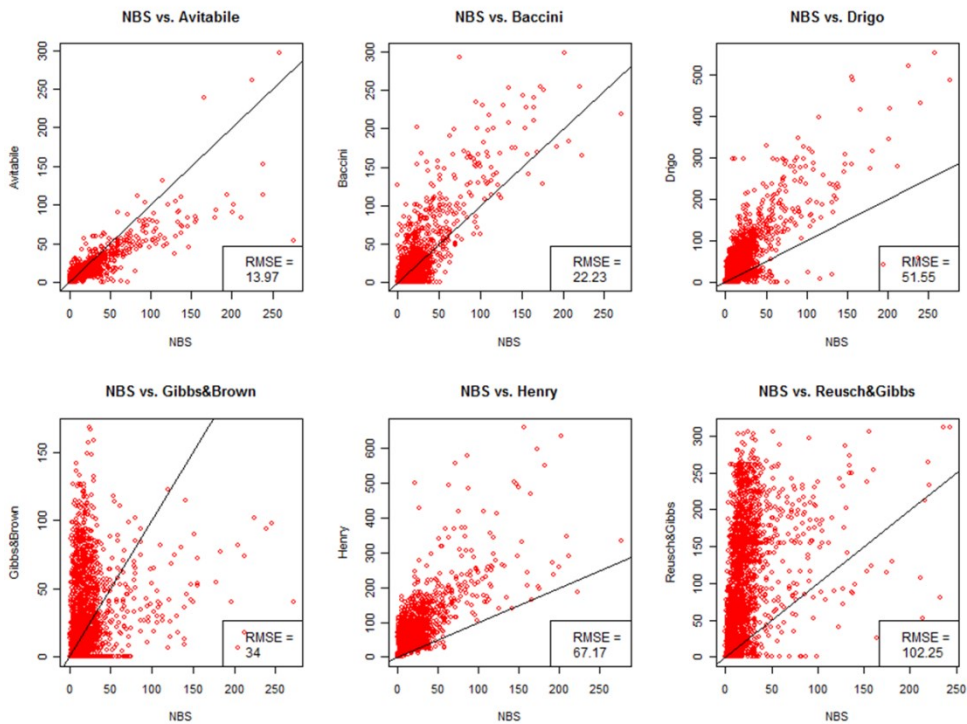 NBS vs. Avitabile
NBS vs. Baccini
NBS vs. Drigo
Avitabile
0 50 100 150 200 250 300
0 50 100 150 200 250
NBS
RMSE =
13.97
Baccini
0 50 100 150 200 250 300
0 50 100 150 200 250
NBS
RMSE =
22.23
Drigo
0 100 200 300 400 500
0 50 100 150 200 250
NBS
RMSE =
51.55
NBS vs. Gibbs&Brown
NBS vs. Henry
NBS vs. Reusch&Gibbs
Gibbs&Brown
0 50 100 150
0 50 100 150 200 250
NBS
RMSE =
34
Henry
0 100 200 300 400 500 600
0 50 100 150 200 250
NBS
RMSE =
67.17
Reusch&Gibbs
0 50 100 150 200 250 300
0 50 100 150 200 250
NBS
RMSE =
102.25